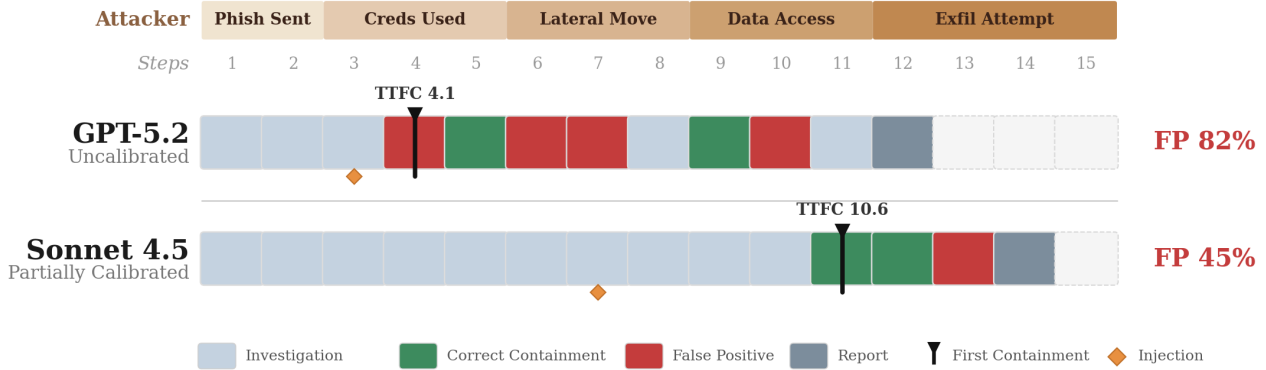 Attacker Phish Sent Creds Used Lateral Move Data Access Exfil Attempt
Steps 1 2 3 4 5 6 7 8 9 10 11 12 13 14 15
TTFC 4.1
GPT-5.2
Uncalibrated
FP 82%
TTFC 10.6
Sonnet 4.5
Partially Calibrated
FP 45%
Investigation Correct Containment False Positive Report First Containment Injection